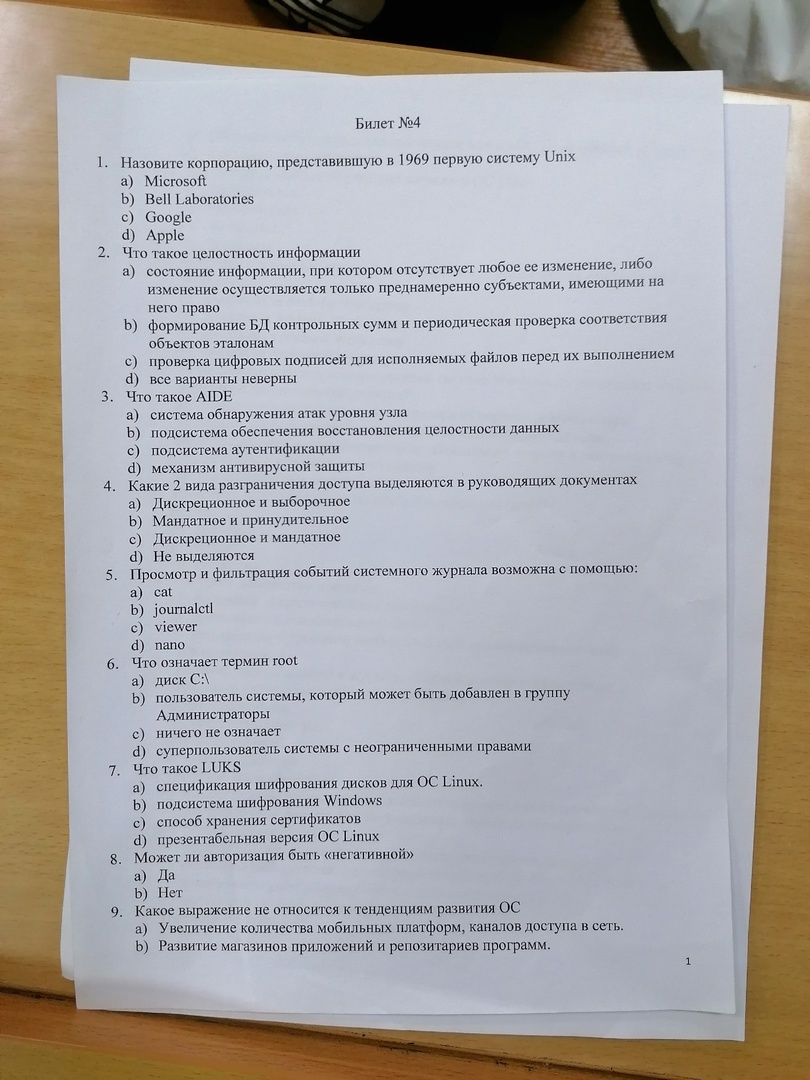 Билет №4
1. Назовите корпорацию, представившую в 1969 первую систему Unix
a) Microsoft
b) Bell Laboratories
c) Google
d) Apple
2. Что такое целостность информации
a) состояние информации, при котором отсутствует любое ее изменение, либо
изменение осуществляется только преднамеренно субъектами, имеющими на
него право
b) формирование БД контрольных сумм и периодическая проверка соответствия
объектов эталонам
c) проверка цифровых подписей для исполняемых файлов перед их выполнением
d) все варианты неверны
3. Что такое AIDE
a) система обнаружения атак уровня узла
b) подсистема обеспечения восстановления целостности данных
c) подсистема аутентификации
d) механизм антивирусной защиты
4. Какие 2 вида разграничения доступа выделяются в руководящих документах
a) Дискреционное и выборочное
b) Мандатное и принудительное
c) Дискреционное и мандатное
d) Не выделяются
5. Просмотр и фильтрация событий системного журнала возможна с помощью:
a) cat
b) journalctl
c) viewer
d) nano
6. Что означает термин root
a) диск C:\
b) пользователь системы, который может быть добавлен в группу
Администраторы
c) ничего не означает
d) суперпользователь системы с неограниченными правами
7. Что такое LUKS
a) спецификация шифрования дисков для ОС Linux.
b) подсистема шифрования Windows
c) способ хранения сертификатов
d) презентабельная версия ОС Linux
8. Может ли авторизация быть «негативной»
a) Да
b) Нет
9. Какое выражение не относится к тенденциям развития ОС
a) Увеличение количества мобильных платформ, каналов доступа в сеть.
b) Развитие магазинов приложений и репозитариев программ.
1